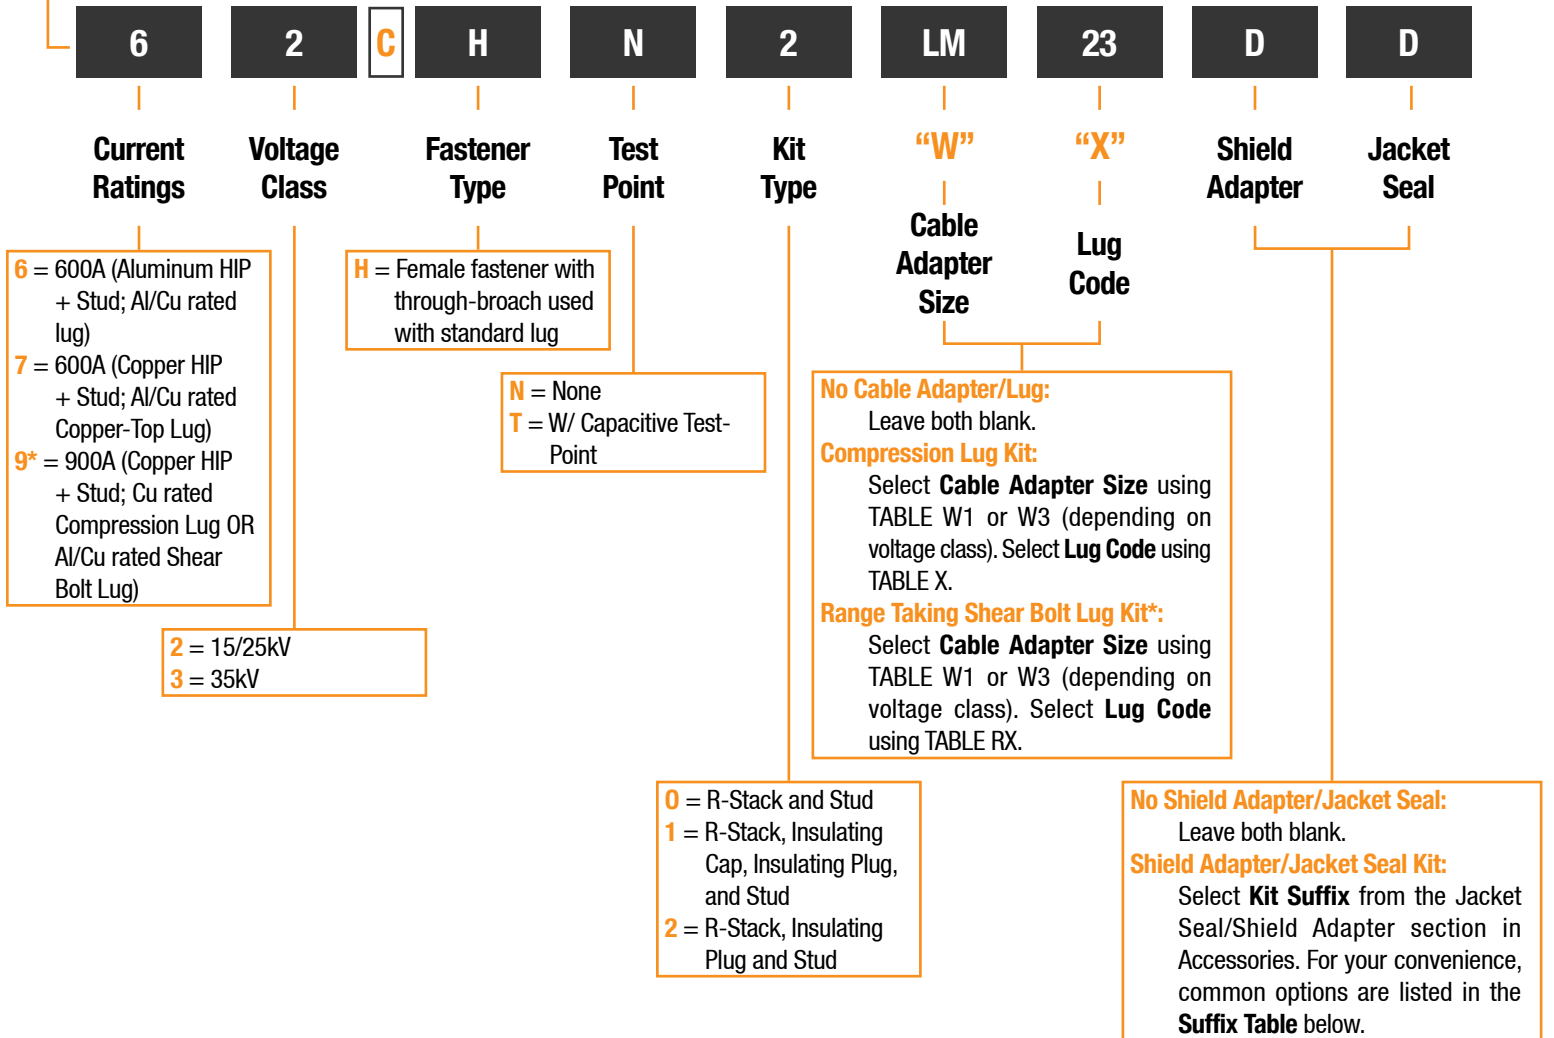 6 2 C H N 2 LM 23 D D
Current Ratings
Voltage Class
Fastener Type
Test Point
Kit Type
“W”
“X”
Shield Adapter
Jacket Seal
Cable Adapter Size
Lug Code
6 = 600A (Aluminum HIP
+ Stud; Al/Cu rated
lug)
7 = 600A (Copper HIP
+ Stud; Al/Cu rated
Copper-Top Lug)
9* = 900A (Copper HIP
+ Stud; Cu rated
Compression Lug OR
Al/Cu rated Shear
Bolt Lug)
2 = 15/25kV
3 = 35kV
H = Female fastener with
through-broach used
with standard lug
N = None
T = W/ Capacitive Test-
Point
0 = R-Stack and Stud
1 = R-Stack, Insulating
Cap, Insulating Plug,
and Stud
2 = R-Stack, Insulating
Plug and Stud
No Cable Adapter/Lug:
Leave both blank.
Compression Lug Kit:
Select Cable Adapter Size using
TABLE W1 or W3 (depending on
voltage class). Select Lug Code using
TABLE X.
Range Taking Shear Bolt Lug Kit*:
Select Cable Adapter Size using
TABLE W1 or W3 (depending on
voltage class). Select Lug Code
using TABLE RX.
No Shield Adapter/Jacket Seal:
Leave both blank.
Shield Adapter/Jacket Seal Kit:
Select Kit Suffix from the Jacket
Seal/Shield Adapter section in
Accessories. For your convenience,
common options are listed in the
Suffix Table below.